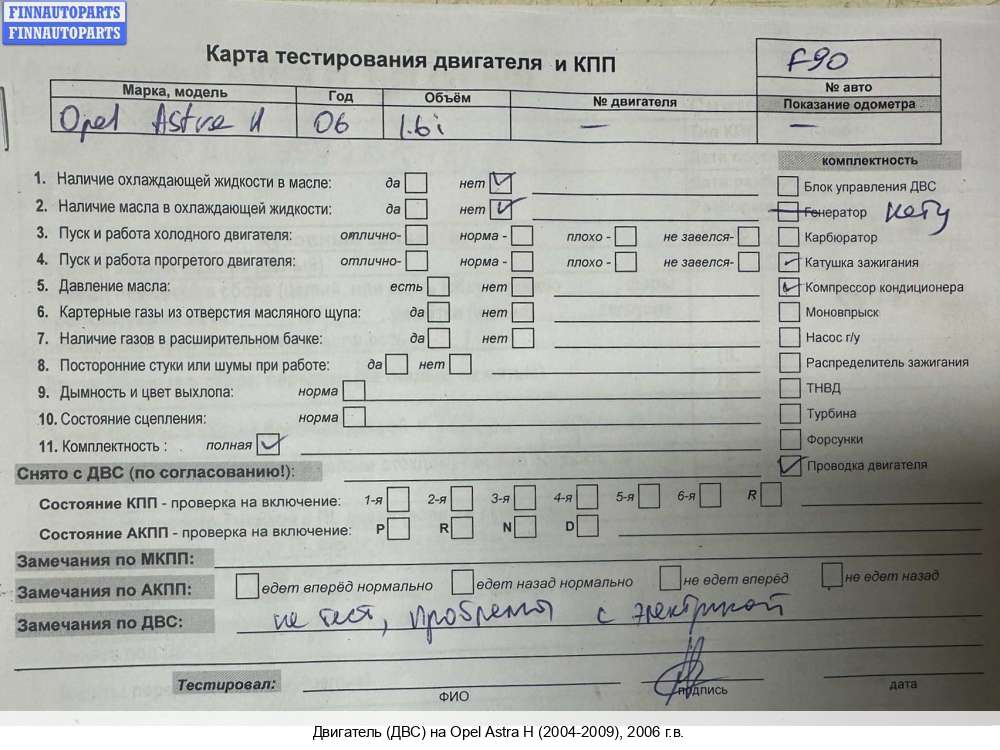 FINNAUTOPARTS
FINNAUTOPARTS
Карта тестирования двигателя и КПП
F90
№ авто
Марка, модель Год Объём № двигателя Показание одометра
Opel Astra H 06 1.6i — —
комплектность
1. Наличие охлаждающей жидкости в масле: да нет
Блок управления ДВС
2. Наличие масла в охлаждающей жидкости: да нет
Генератор нету
3. Пуск и работа холодного двигателя: отлично- норма - плохо - не завелся-
Карбюратор
4. Пуск и работа прогретого двигателя: отлично- норма - плохо - не завелся-
Катушка зажигания
5. Давление масла: есть нет
Компрессор кондиционера
6. Картерные газы из отверстия масляного щупа: да нет
Моновпрыск
7. Наличие газов в расширительном бачке: да нет
Насос г/у
8. Посторонние стуки или шумы при работе: да нет
Распределитель зажигания
9. Дымность и цвет выхлопа: норма
ТНВД
10. Состояние сцепления: норма
Турбина
11. Комплектность : полная
Форсунки
Снято с ДВС (по согласованию!):
Проводка двигателя
Состояние КПП - проверка на включение: 1-я 2-я 3-я 4-я 5-я 6-я R
Состояние АКПП - проверка на включение: P R N D
Замечания по МКПП:
Замечания по АКПП: едет вперёд нормально едет назад нормально не едет вперёд не едет назад
Замечания по ДВС: не тест, проблемы с электрикой
Тестировал:
ФИО подпись дата
Двигатель (ДВС) на Opel Astra H (2004-2009), 2006 г.в.